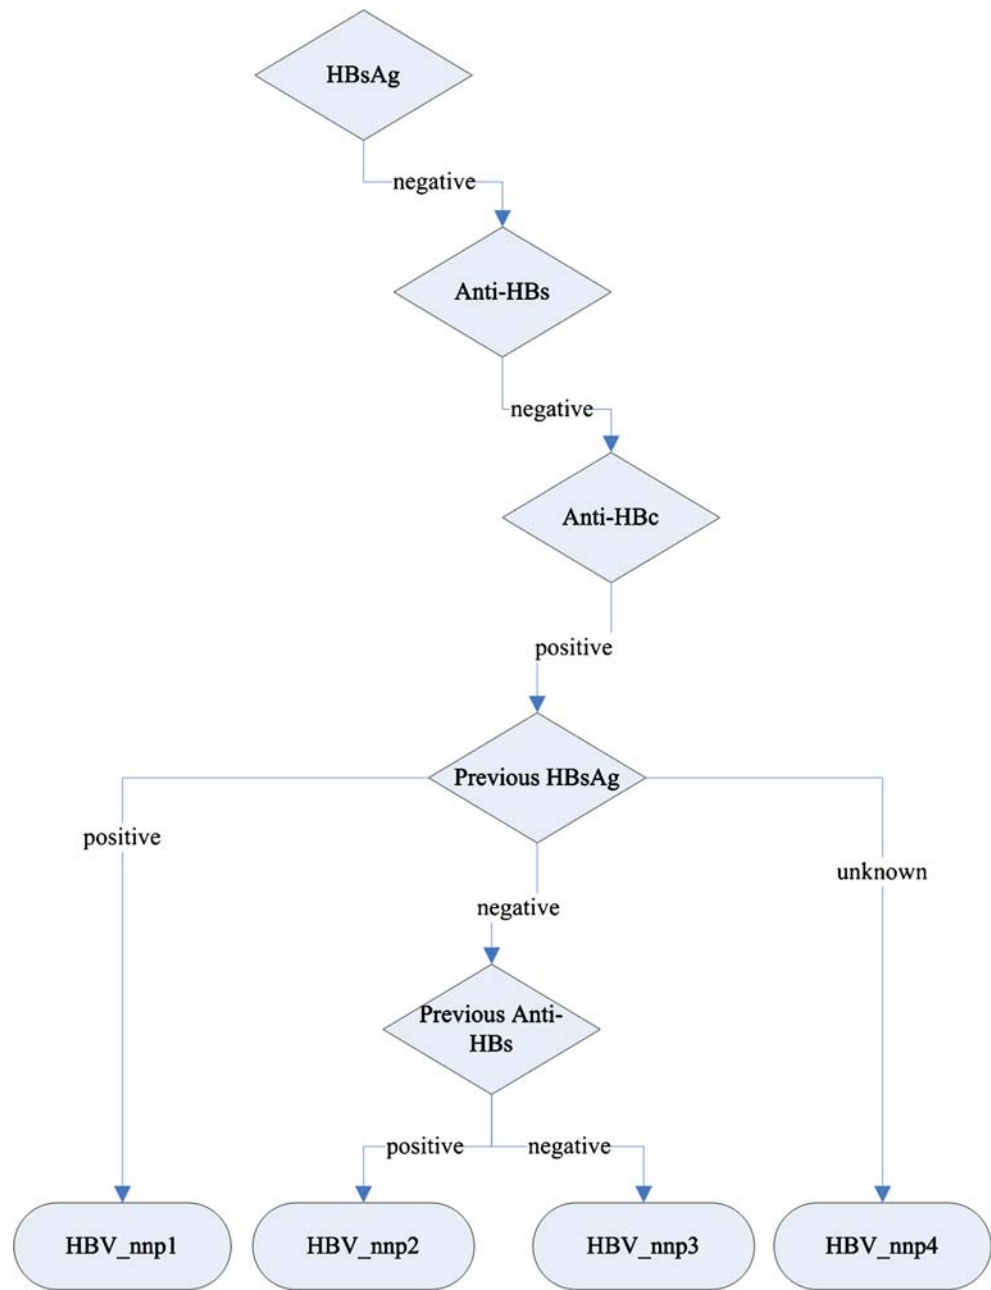 HBsAg
negative
Anti-HBs
negative
Anti-HBc
positive
Previous HBsAg
positive
unknown
negative
Previous Anti-
HBs
positive
negative
HBV_nnp1
HBV_nnp2
HBV_nnp3
HBV_nnp4